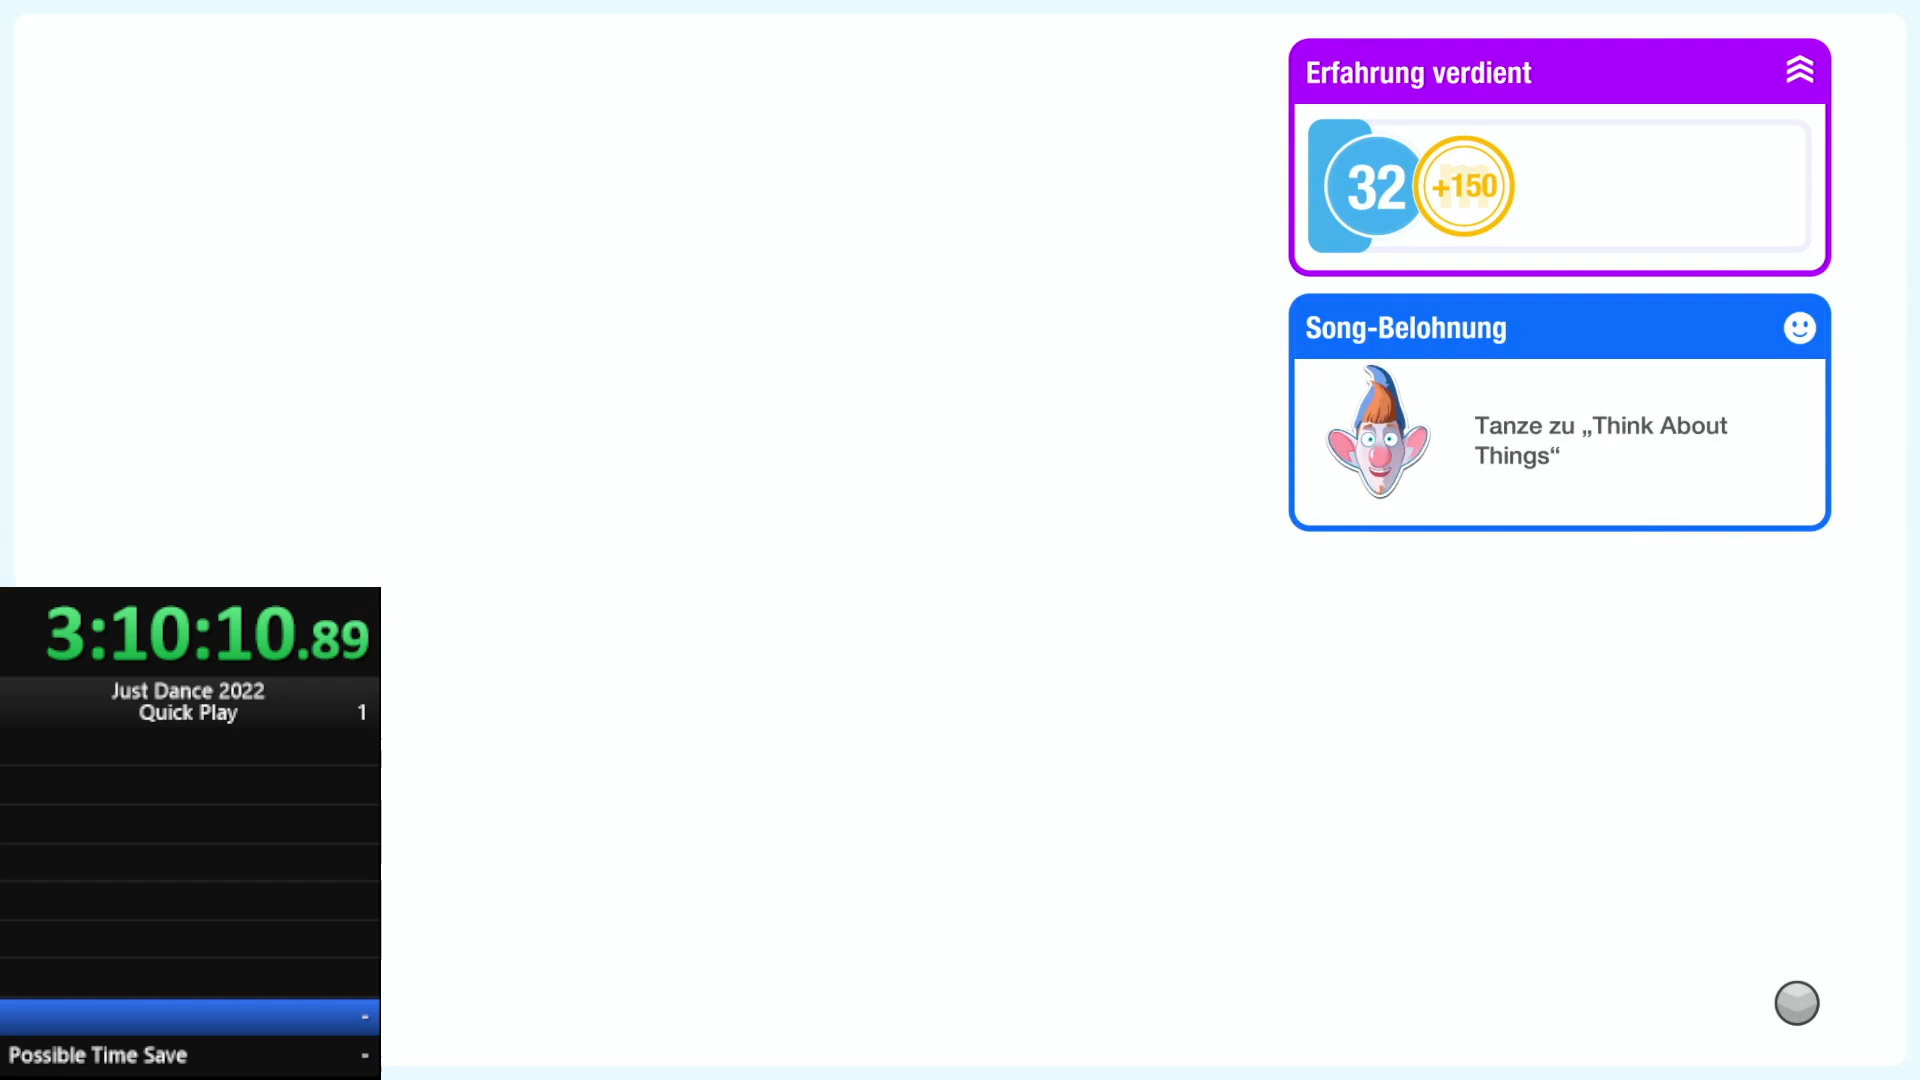 Erfahrung verdient
32
+150
Song-Belohnung
Tanze zu „Think About
Things“
3:10:10.89
Just Dance 2022
Quick Play 1
-
Possible Time Save -